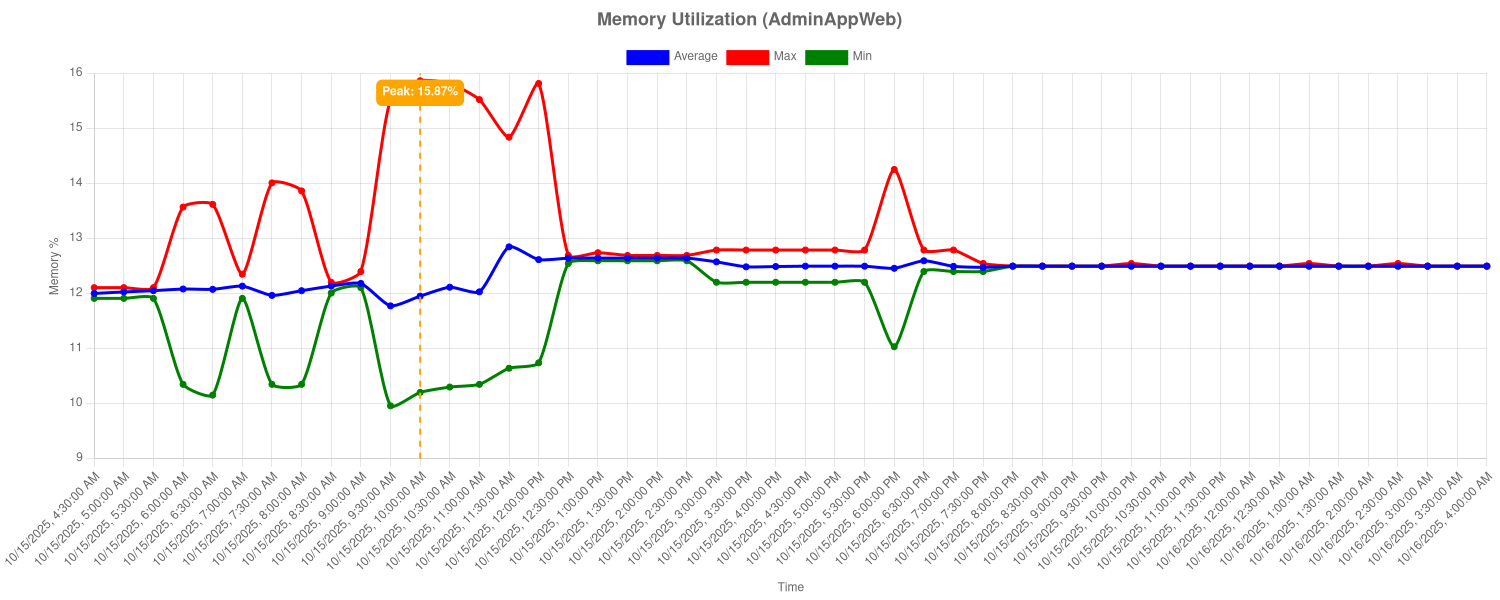 Memory Utilization (AdminAppWeb)
Average Max Min
Peak: 15.87%
16
15
14
13
12
11
10
9
Memory %
10/15/2025, 4:30:00 AM
10/15/2025, 5:00:00 AM
10/15/2025, 5:30:00 AM
10/15/2025, 6:00:00 AM
10/15/2025, 6:30:00 AM
10/15/2025, 7:00:00 AM
10/15/2025, 7:30:00 AM
10/15/2025, 8:00:00 AM
10/15/2025, 8:30:00 AM
10/15/2025, 9:00:00 AM
10/15/2025, 9:30:00 AM
10/15/2025, 10:00:00 AM
10/15/2025, 10:30:00 AM
10/15/2025, 11:00:00 AM
10/15/2025, 11:30:00 AM
10/15/2025, 12:00:00 PM
10/15/2025, 12:30:00 PM
10/15/2025, 1:00:00 PM
10/15/2025, 1:30:00 PM
10/15/2025, 2:00:00 PM
10/15/2025, 2:30:00 PM
10/15/2025, 3:00:00 PM
10/15/2025, 3:30:00 PM
10/15/2025, 4:00:00 PM
10/15/2025, 4:30:00 PM
10/15/2025, 5:00:00 PM
10/15/2025, 5:30:00 PM
10/15/2025, 6:00:00 PM
10/15/2025, 6:30:00 PM
10/15/2025, 7:00:00 PM
10/15/2025, 7:30:00 PM
10/15/2025, 8:00:00 PM
10/15/2025, 8:30:00 PM
10/15/2025, 9:00:00 PM
10/15/2025, 9:30:00 PM
10/15/2025, 10:00:00 PM
10/15/2025, 10:30:00 PM
10/15/2025, 11:00:00 PM
10/15/2025, 11:30:00 PM
10/16/2025, 12:00:00 AM
10/16/2025, 12:30:00 AM
10/16/2025, 1:00:00 AM
10/16/2025, 1:30:00 AM
10/16/2025, 2:00:00 AM
10/16/2025, 2:30:00 AM
10/16/2025, 3:00:00 AM
10/16/2025, 3:30:00 AM
10/16/2025, 4:00:00 AM
Time